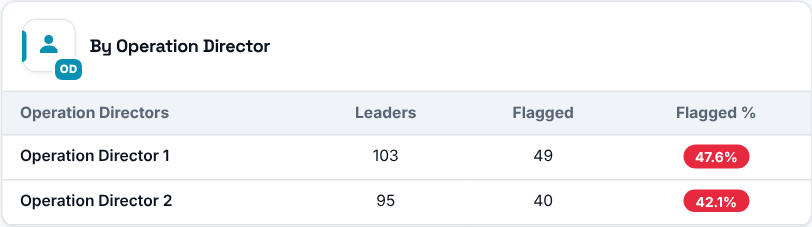 By Operation Director
OD
Operation Directors Leaders Flagged Flagged %
Operation Director 1 103 49 47.6%
Operation Director 2 95 40 42.1%